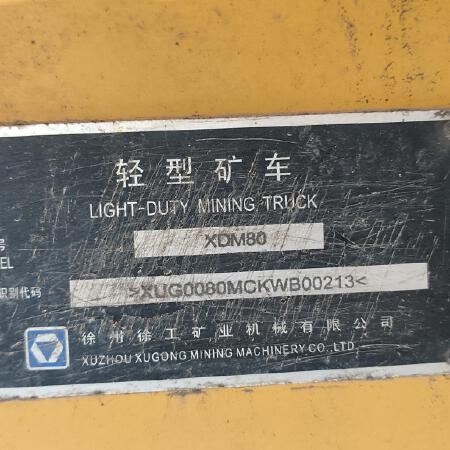 轻型矿车
LIGHT-DUTY MINING TRUCK
号 XDM80
EL
识别代码 >XUG0080MCKWB00213<
徐州徐工矿业机械有限公司
XUZHOU XUGONG MINING MACHINERY CO.,LTD.